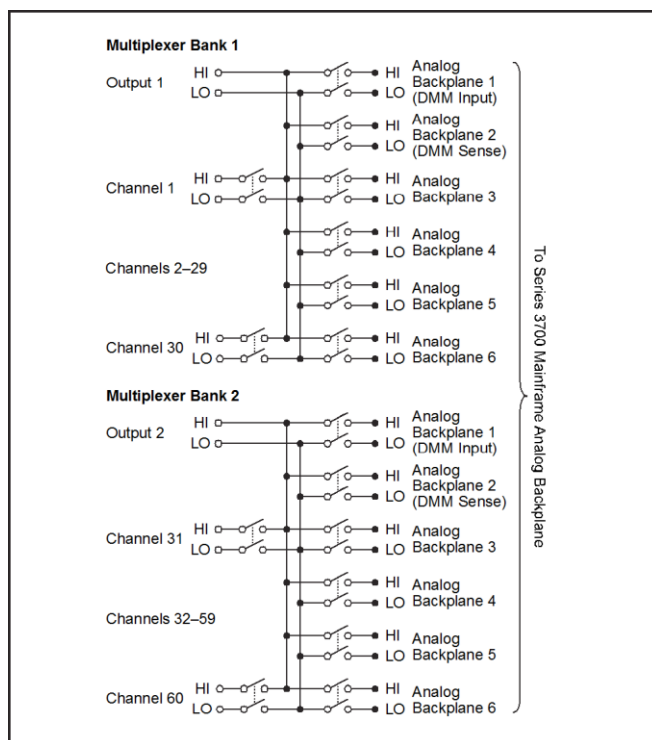 Multiplexer Bank 1
Output 1
HI
LO
HI Analog
LO Backplane 1
(DMM Input)
HI Analog
Backplane 2
LO (DMM Sense)
Channel 1
HI
LO
HI Analog
LO Backplane 3
HI Analog
LO Backplane 4
Channels 2–29
HI Analog
LO Backplane 5
Channel 30
HI
LO
HI Analog
LO Backplane 6
Multiplexer Bank 2
Output 2
HI
LO
HI Analog
LO Backplane 1
(DMM Input)
HI Analog
Backplane 2
LO (DMM Sense)
Channel 31
HI
LO
HI Analog
LO Backplane 3
HI Analog
LO Backplane 4
Channels 32–59
HI Analog
LO Backplane 5
Channel 60
HI
LO
HI Analog
LO Backplane 6
To Series 3700 Mainframe Analog Backplane